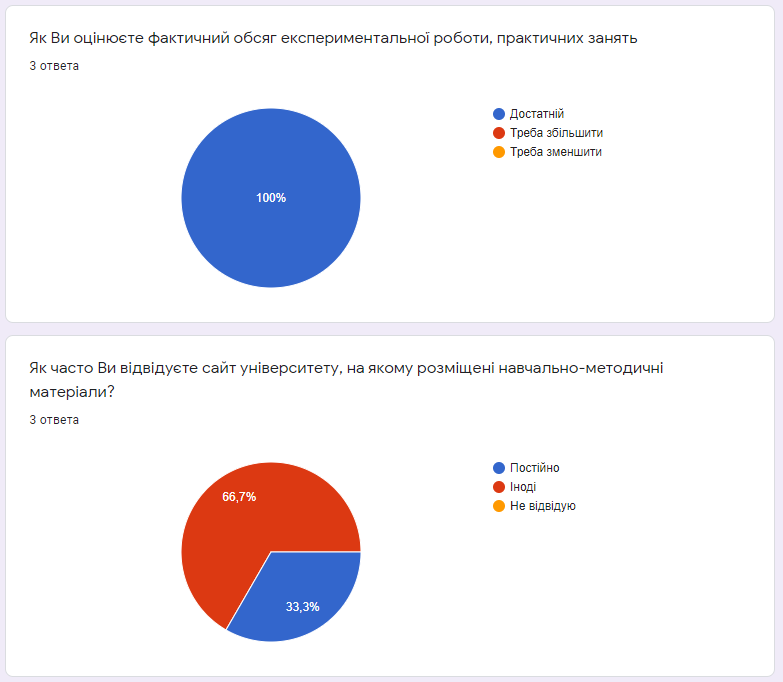 Як Ви оцінюєте фактичний обсяг експериментальної роботи, практичних занять
3 ответа
100%
Достатній
Треба збільшити
Треба зменшити
Як часто Ви відвідуєте сайт університету, на якому розміщені навчально-методичні
матеріали?
3 ответа
66,7%
33,3%
Постійно
Іноді
Не відвідую